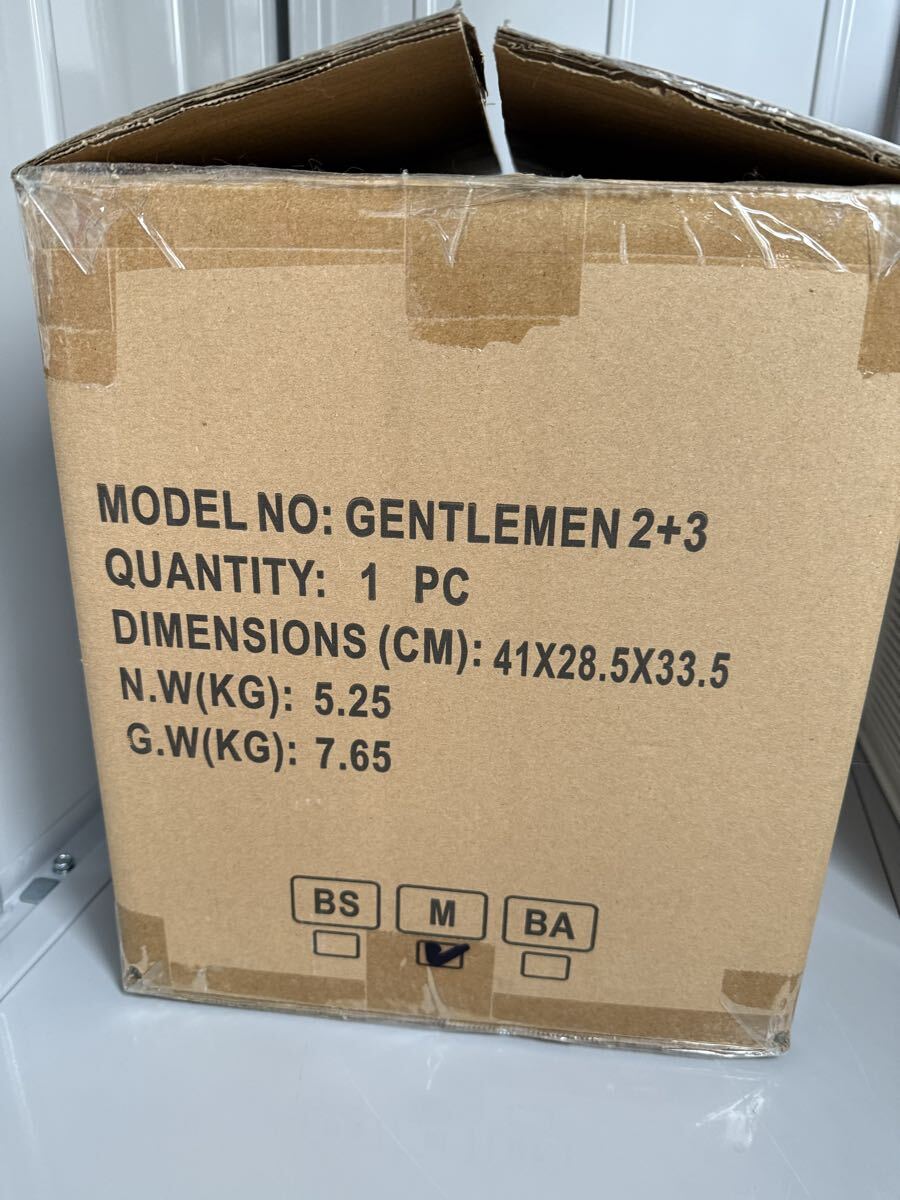 MODEL NO: GENTLEMEN 2+3
QUANTITY: 1 PC
DIMENSIONS (CM): 41X28.5X33.5
N.W(KG): 5.25
G.W(KG): 7.65
BS M BA